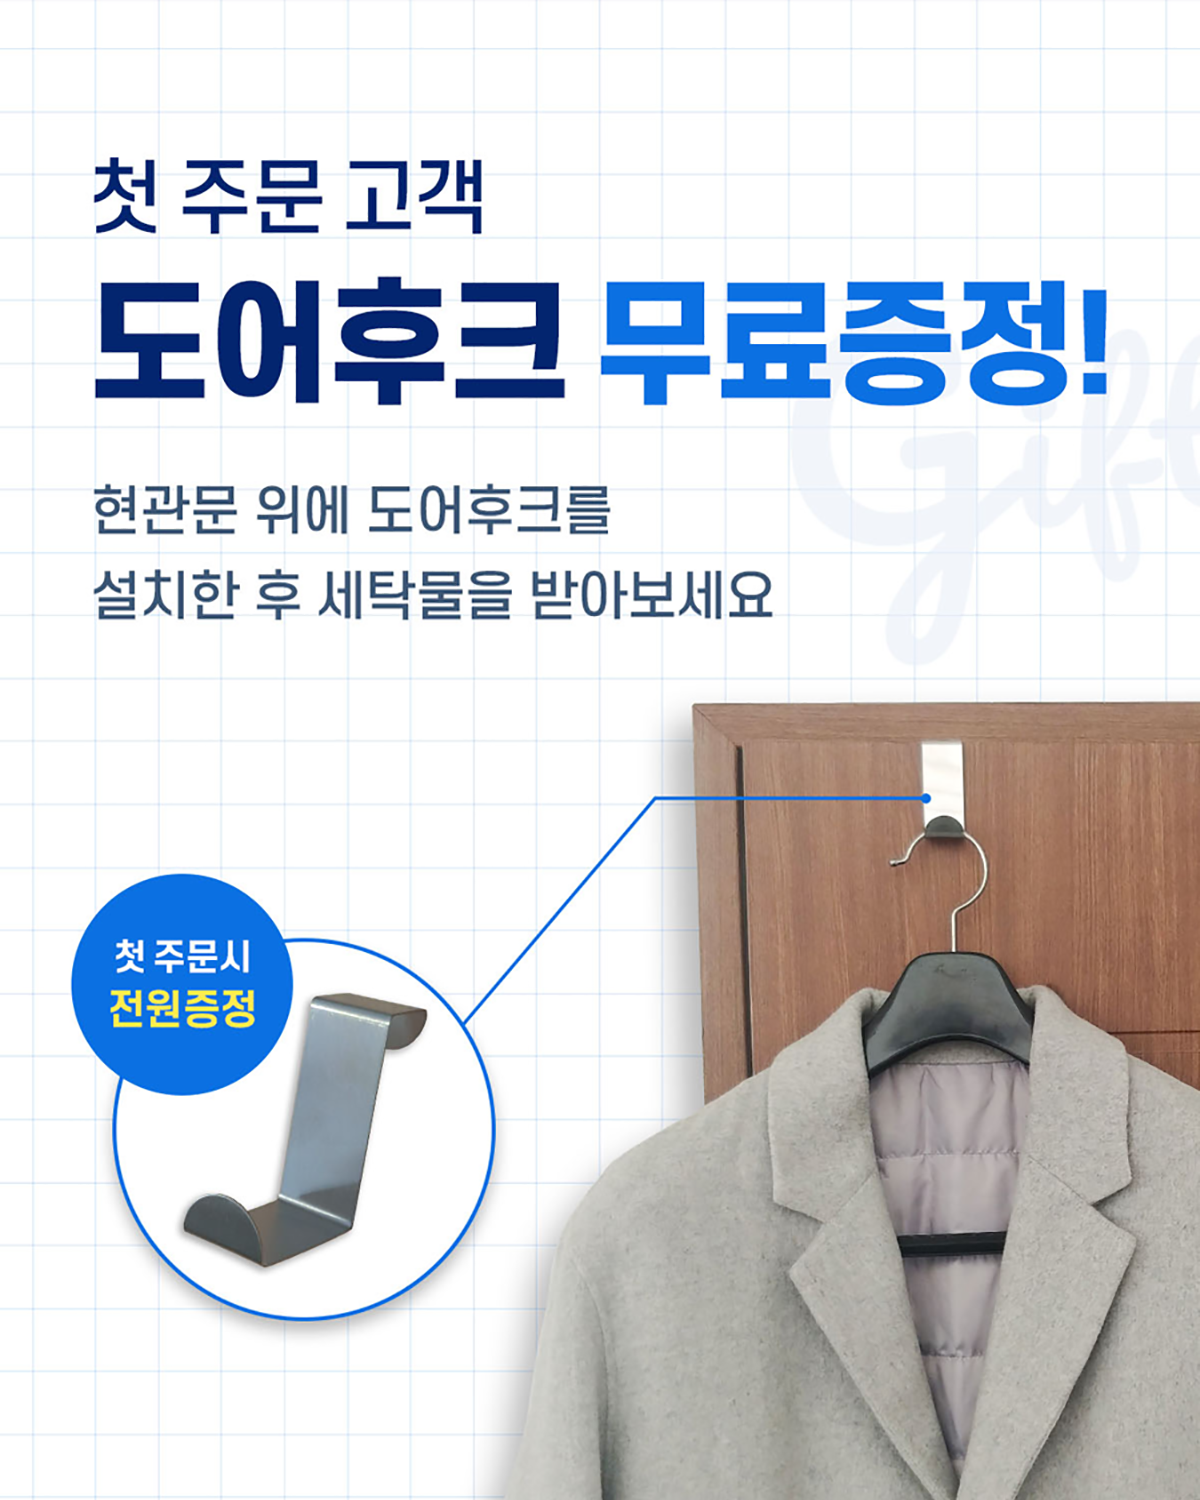 첫 주문 고객
도어후크 무료증정!
Gift
현관문 위에 도어후크를
설치한 후 세탁물을 받아보세요
첫 주문시
전원증정